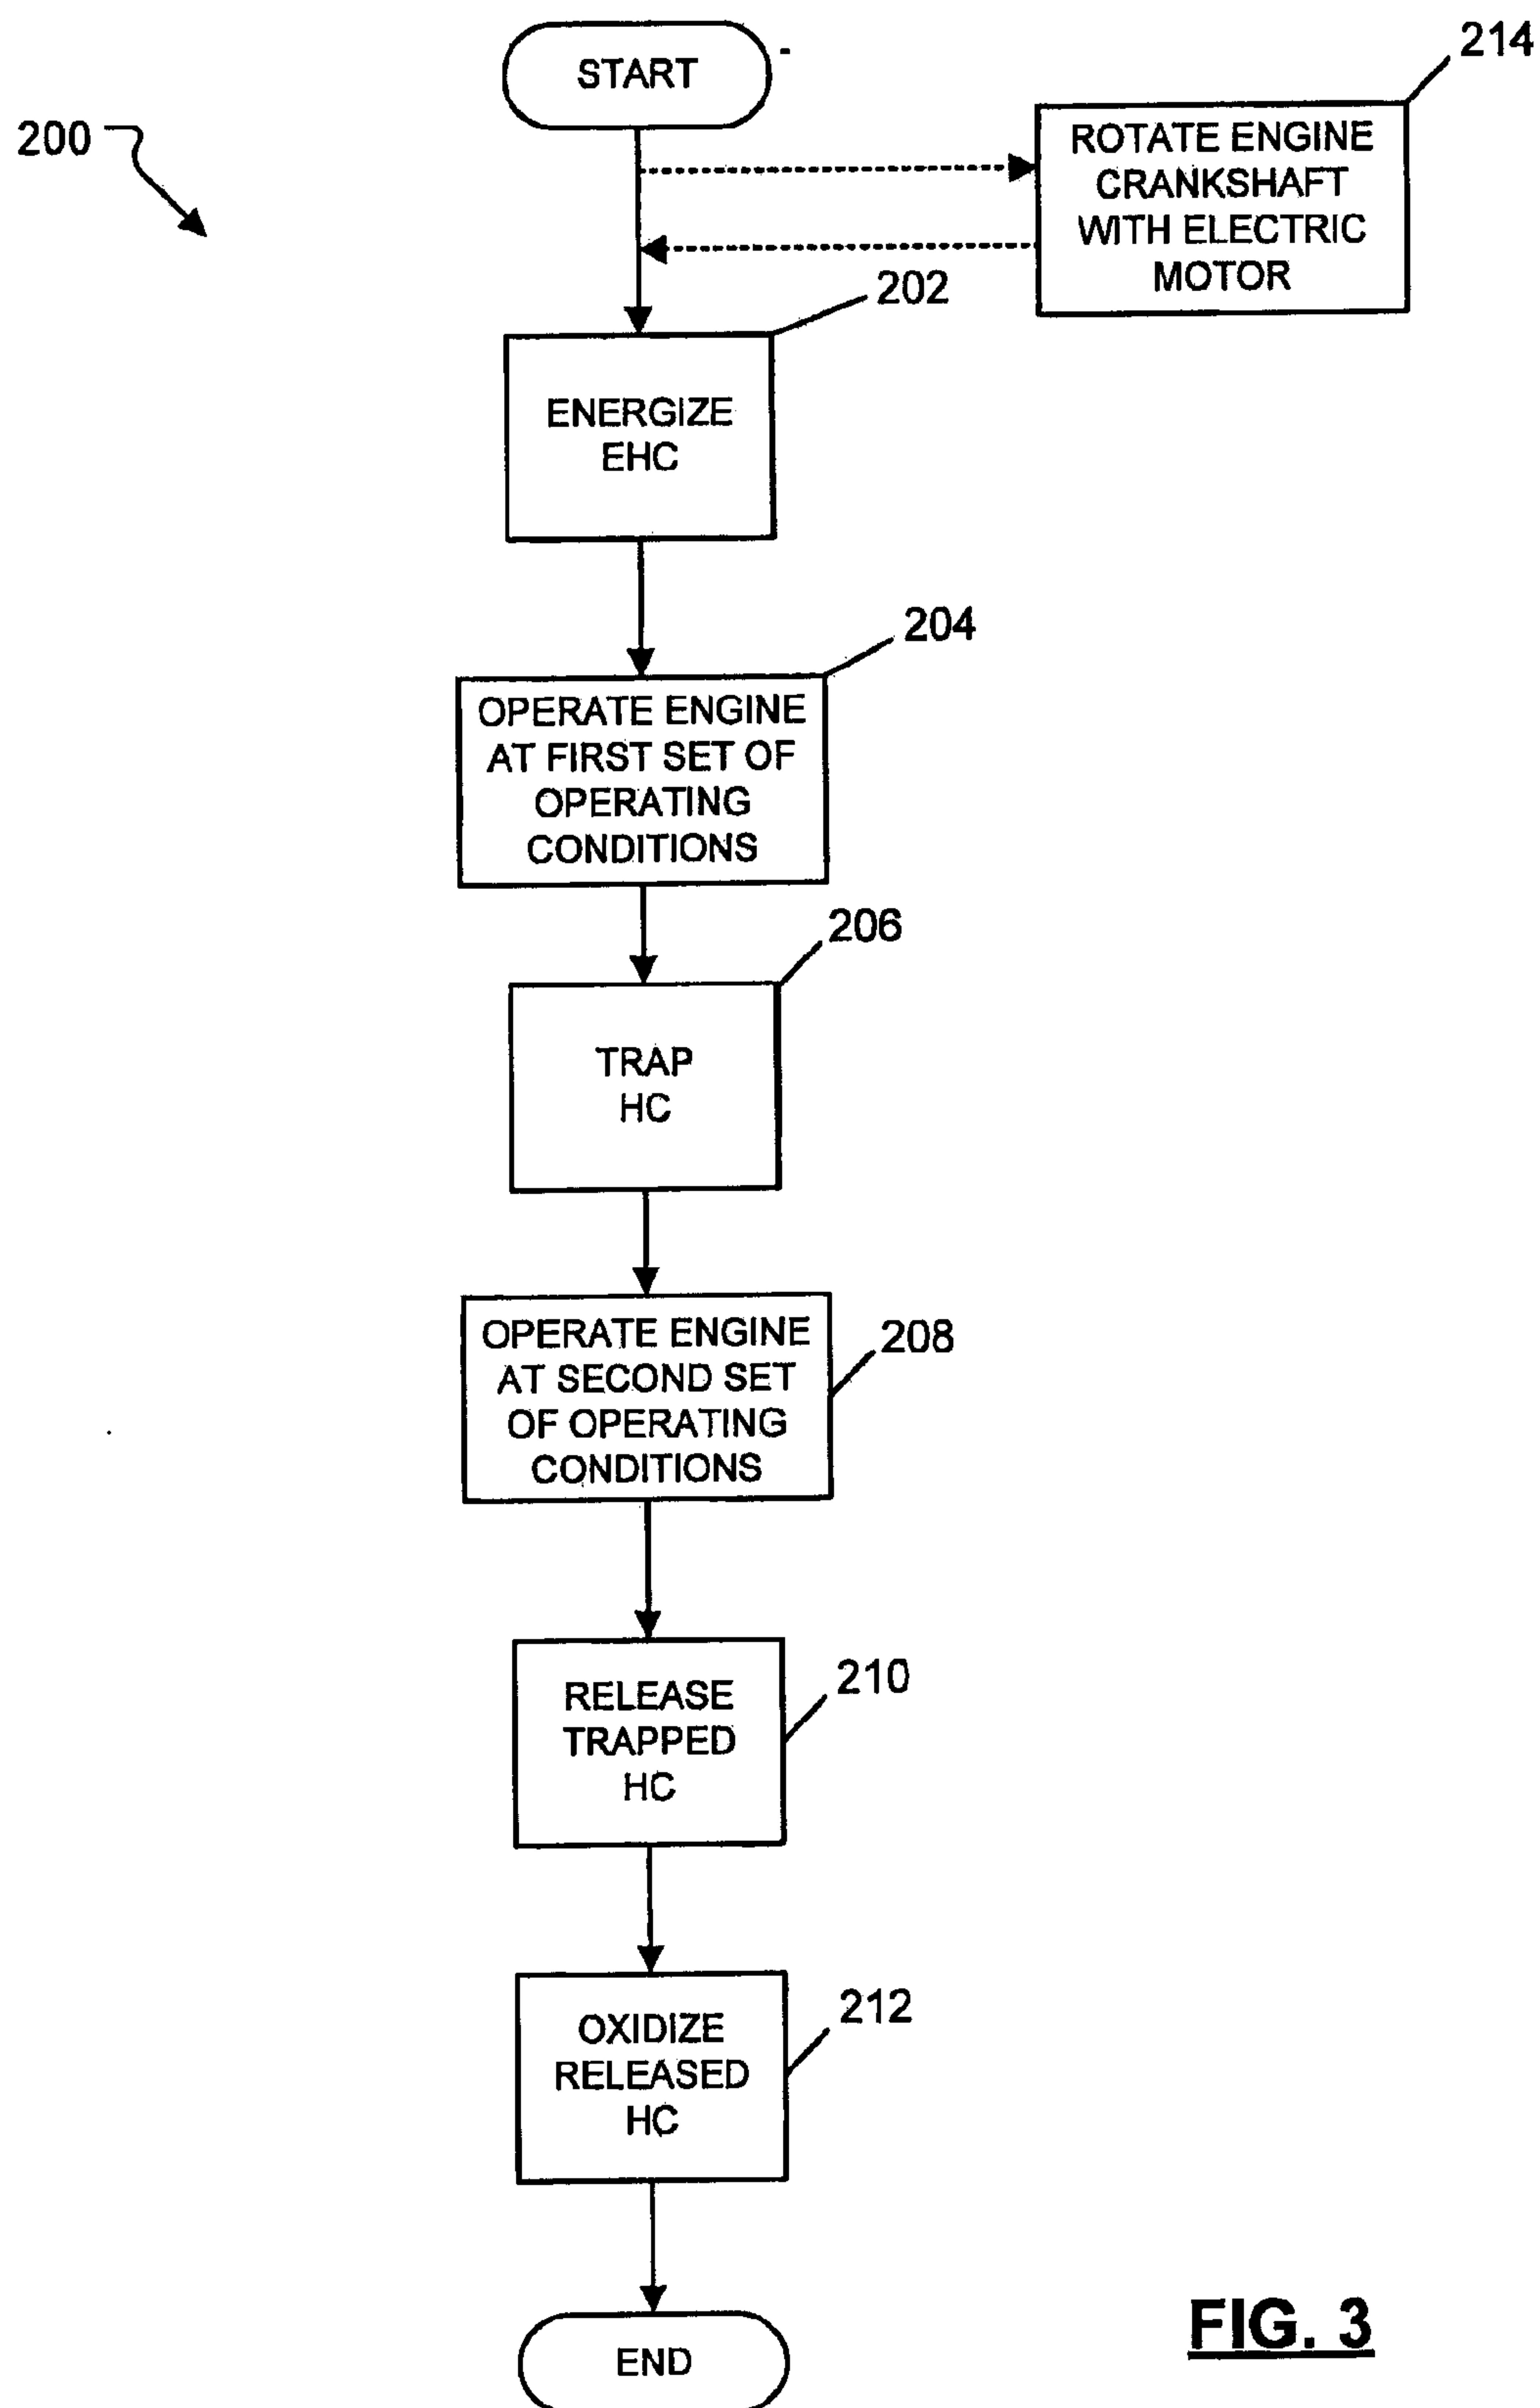 START
214
200
ROTATE ENGINE
CRANKSHAFT
WITH ELECTRIC
MOTOR
202
ENERGIZE
EHC
204
OPERATE ENGINE
AT FIRST SET OF
OPERATING
CONDITIONS
206
TRAP
HC
208
OPERATE ENGINE
AT SECOND SET
OF OPERATING
CONDITIONS
210
RELEASE
TRAPPED
HC
212
OXIDIZE
RELEASED
HC
END
FIG. 3